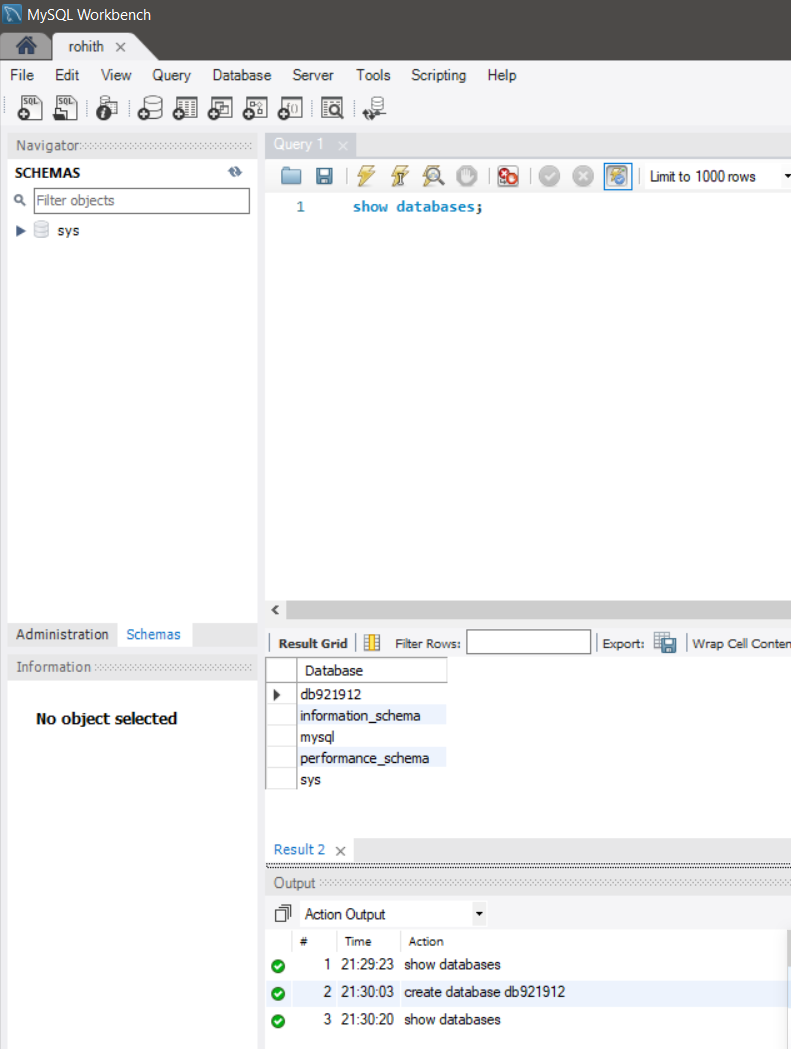 MySQL Workbench
rohith
File Edit View Query Database Server Tools Scripting Help
SQL SQL
Navigator
SCHEMAS
Filter objects
sys
Administration Schemas
Information
No object selected
Query 1
Limit to 1000 rows
1 show databases;
Result Grid Filter Rows: Export: Wrap Cell Conten
Database
db921912
information_schema
mysql
performance_schema
sys
Result 2
Output
Action Output
# Time Action
1 21:29:23 show databases
2 21:30:03 create database db921912
3 21:30:20 show databases